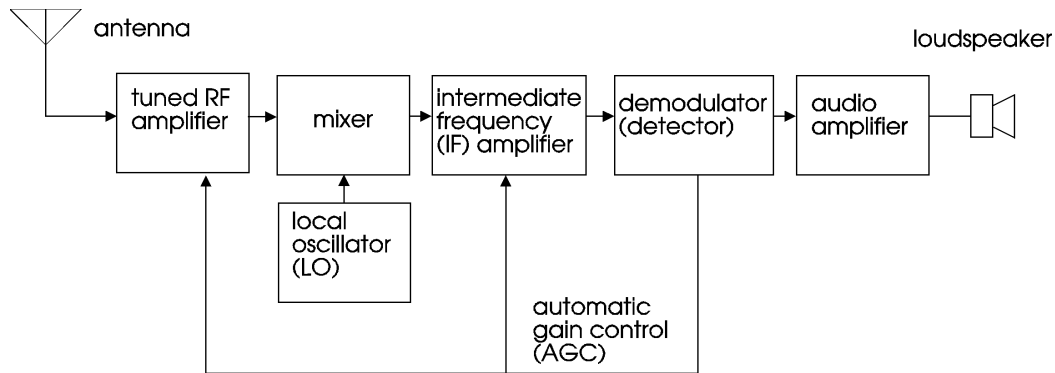 antenna
loudspeaker
tuned RF
amplifier
mixer
intermediate
frequency
(IF) amplifier
demodulator
(detector)
audio
amplifier
local
oscillator
(LO)
automatic
gain control
(AGC)